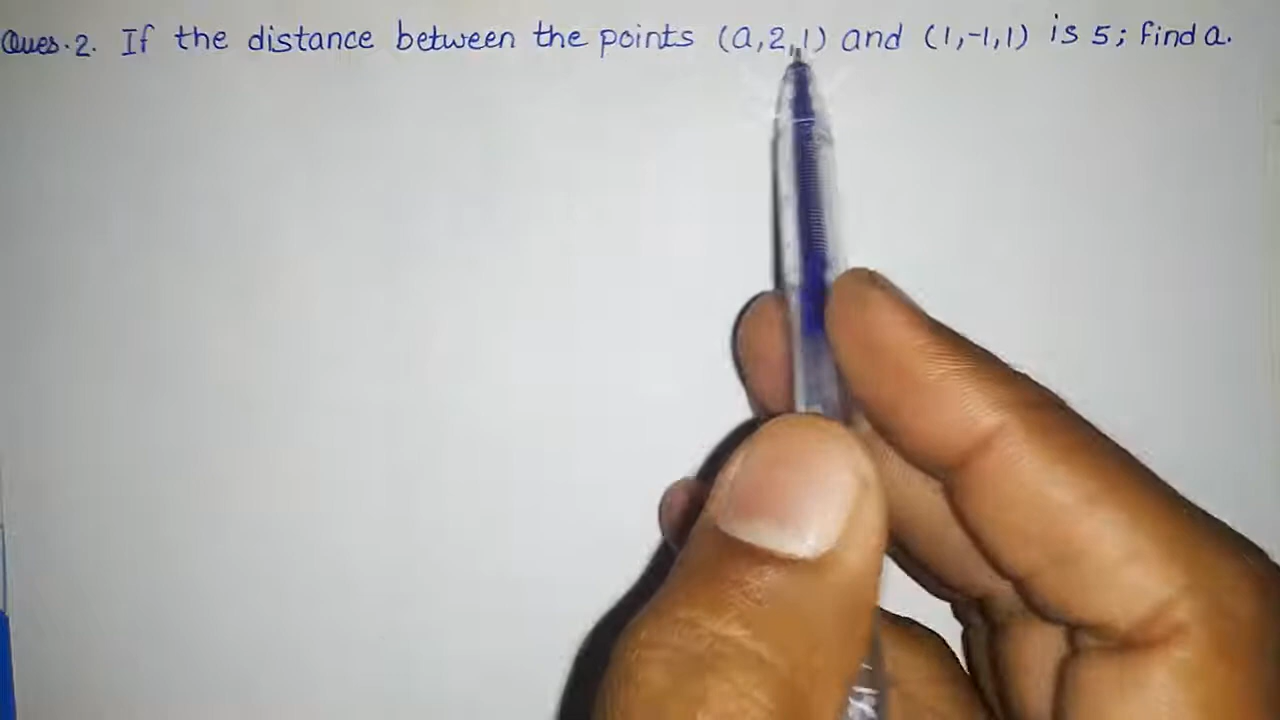 Ques.2. If the distance between the points (a,2,1) and (1,-1,1) is 5; find a.